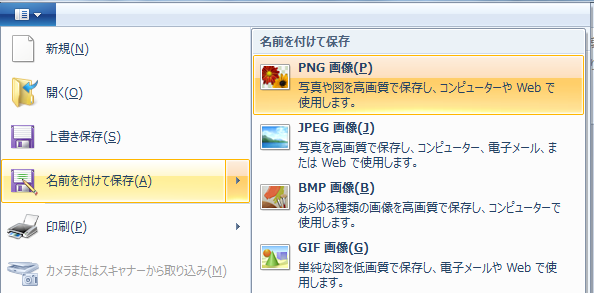 新規(N)
開く(O)
上書き保存(S)
名前を付けて保存(A)
印刷(P)
カメラまたはスキャナーから取り込み(M)
名前を付けて保存
PNG 画像(P)
写真や図を高画質で保存し、コンピューターや Web で
使用します。
JPEG 画像(J)
写真を高画質で保存し、コンピューター、電子メール、ま
たは Web で使用します。
BMP 画像(B)
あらゆる種類の画像を高画質で保存し、コンピューターで
使用します。
GIF 画像(G)
単純な図を低画質で保存し、電子メールや Web で使
用します。